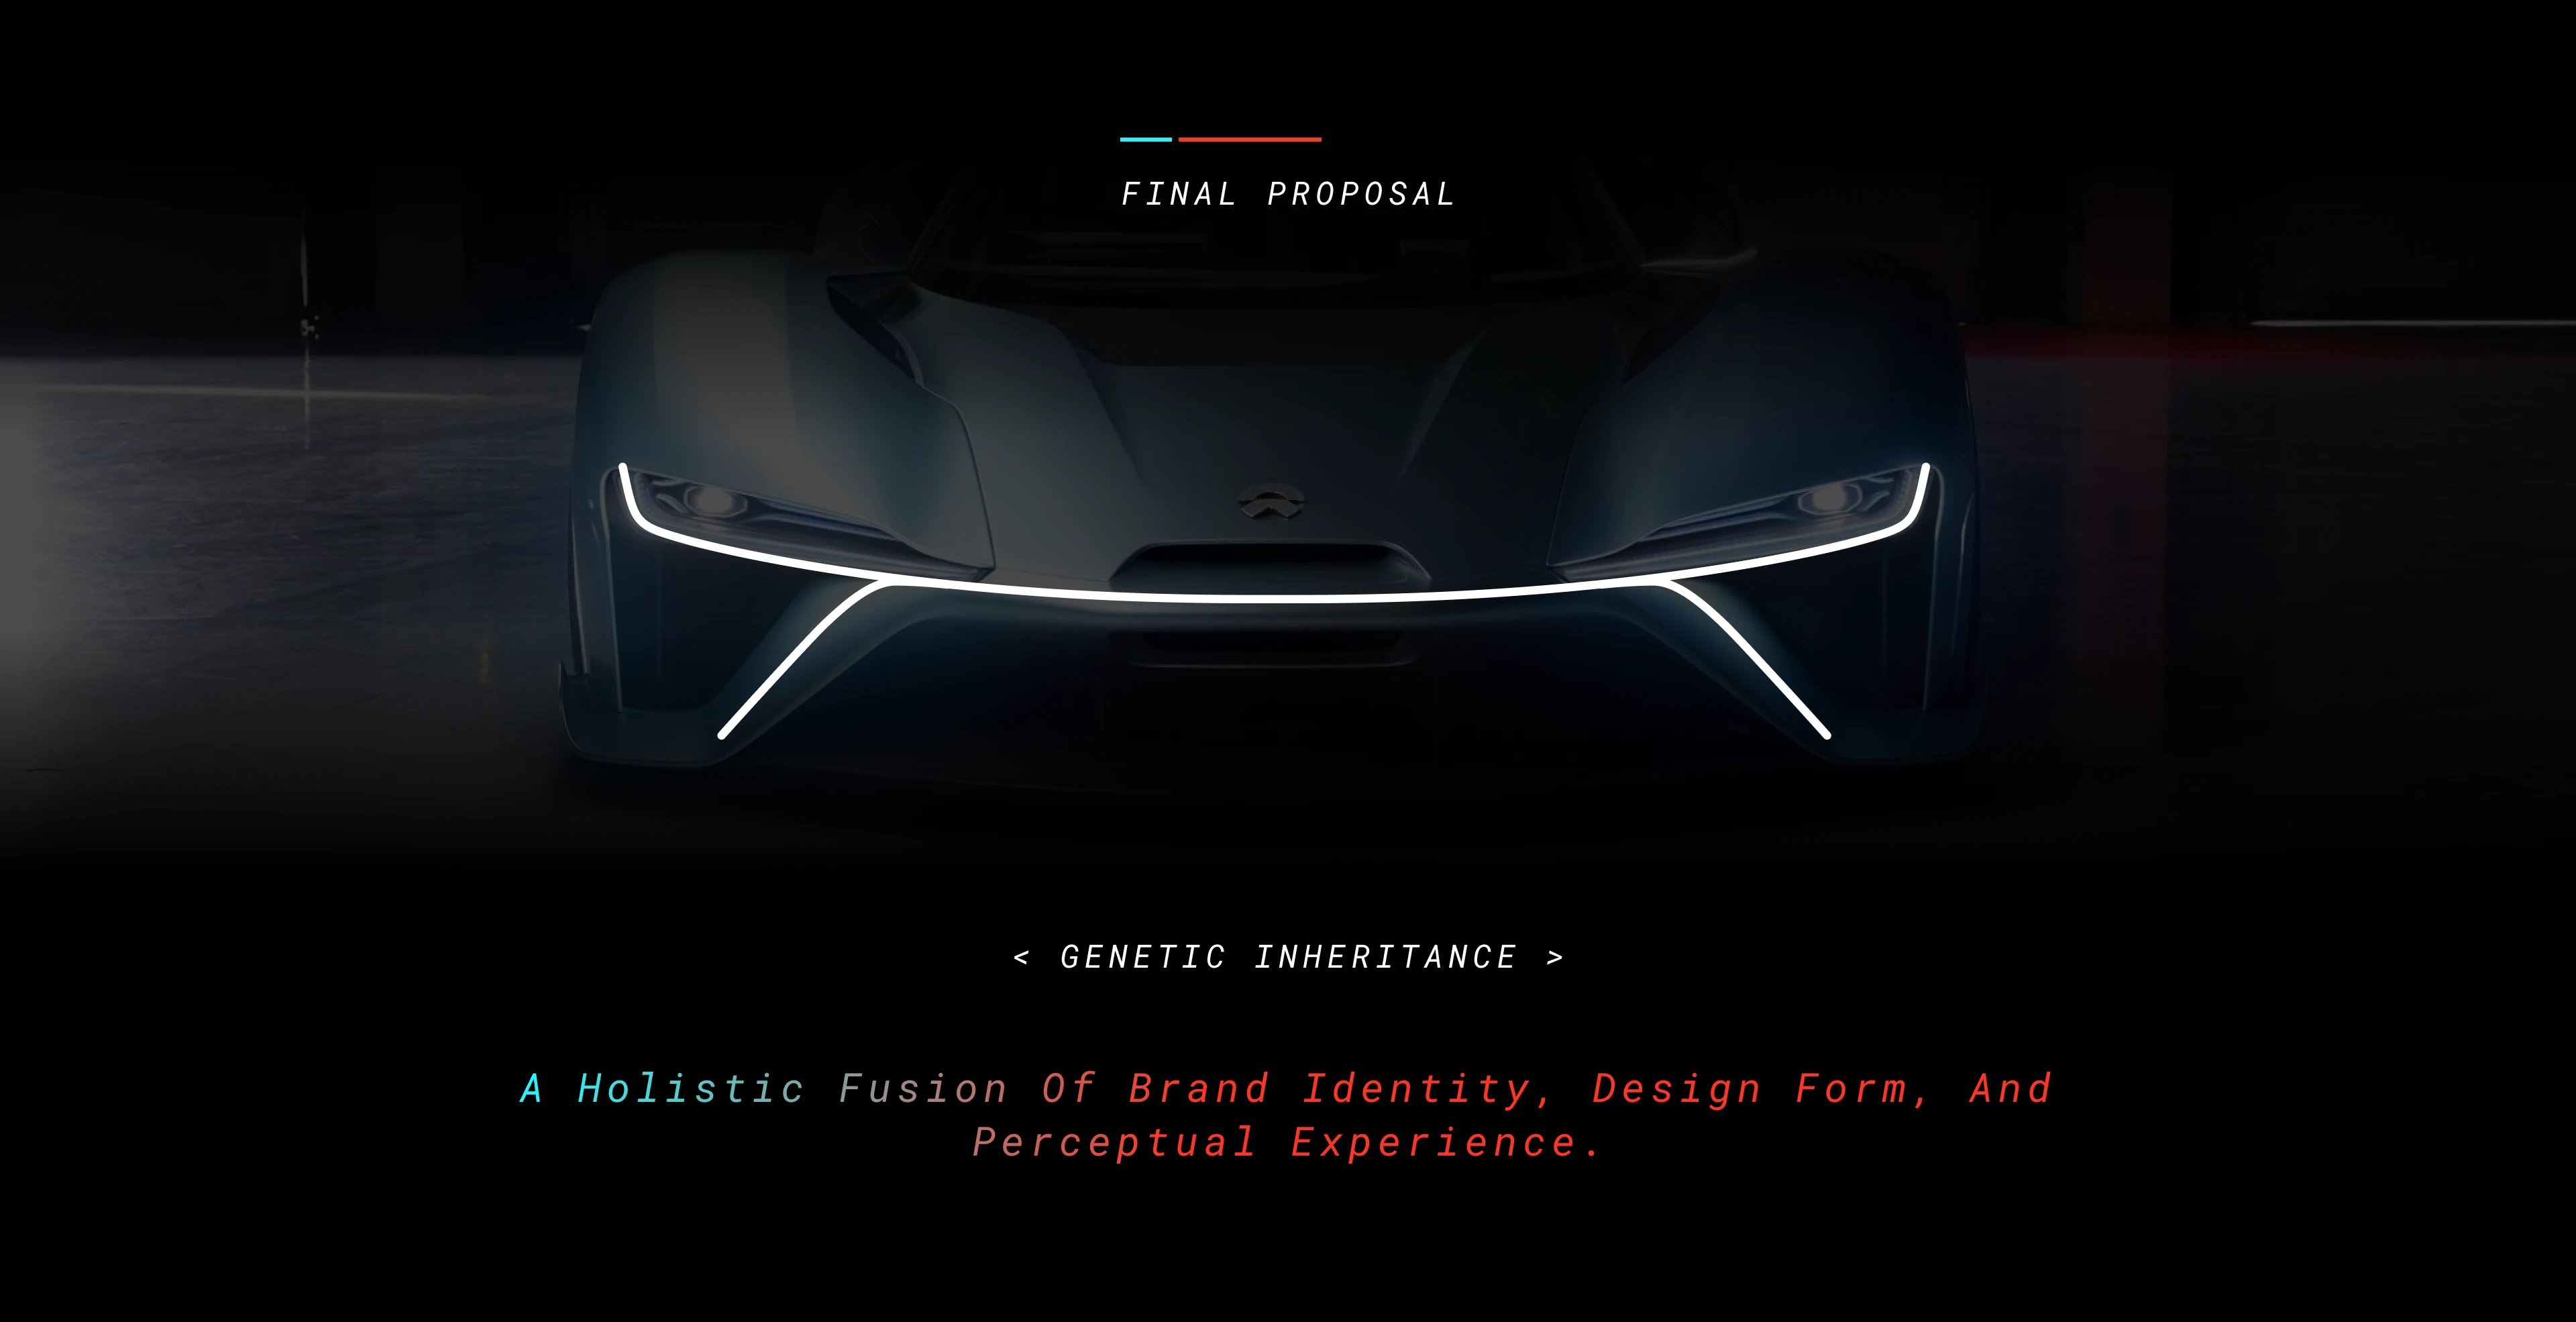 FINAL PROPOSAL
< GENETIC INHERITANCE >
A Holistic Fusion Of Brand Identity, Design Form, And
Perceptual Experience.